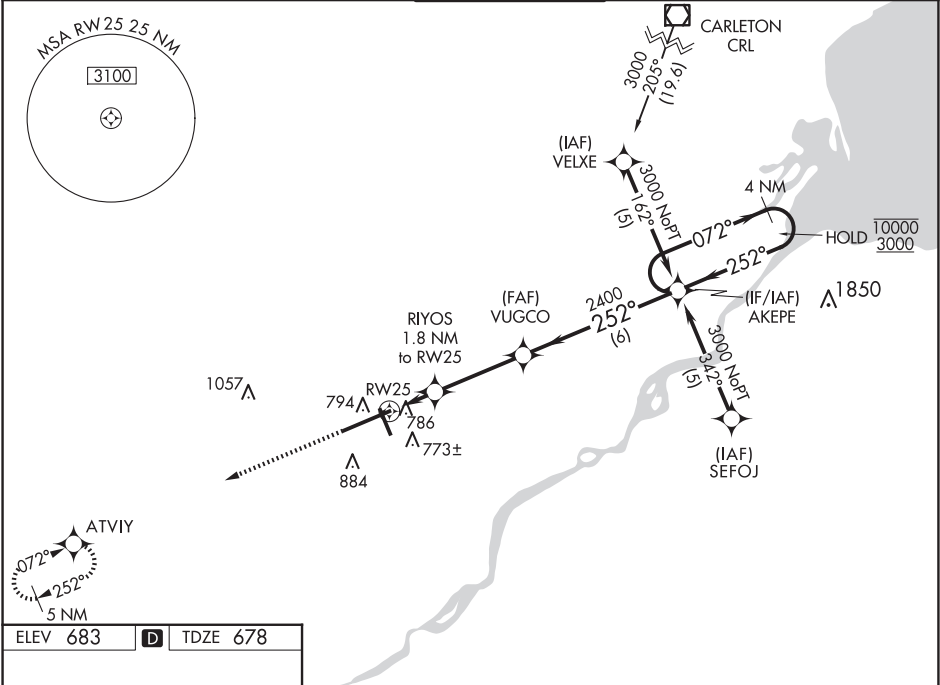 MSA RW25 25 NM
3100
CARLETON
CRL
3000
205°
(19.6)
(IAF)
VELXE
3000 NoPT
162°
(5)
4 NM
072°
252°
HOLD
10000
3000
(IF/IAF)
AKEPE
1850
(FAF)
VUGCO
2400
252°
(6)
RIYOS
1.8 NM
to RW25
3000 NoPT
342°
(5)
(IAF)
SEFOJ
1057
794
RW25
786
773±
884
ATVIY
072°
252°
5 NM
ELEV 683 D TDZE 678